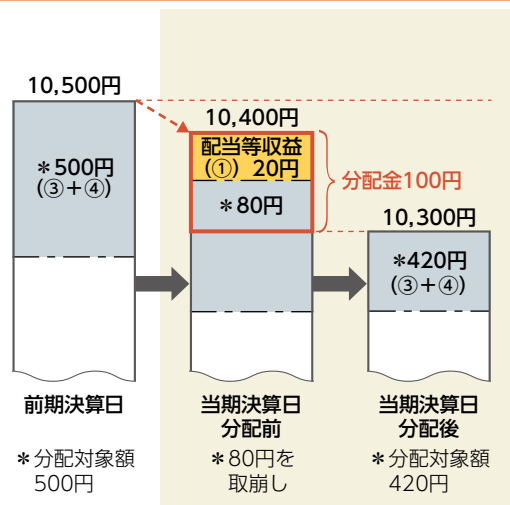 10,500円
*500円
(③+④)
前期決算日
*分配対象額
500円
10,400円
配当等収益
(①) 20円
*80円
分配金100円
当期決算日
分配前
*80円を
取崩し
10,300円
*420円
(③+④)
当期決算日
分配後
*分配対象額
420円